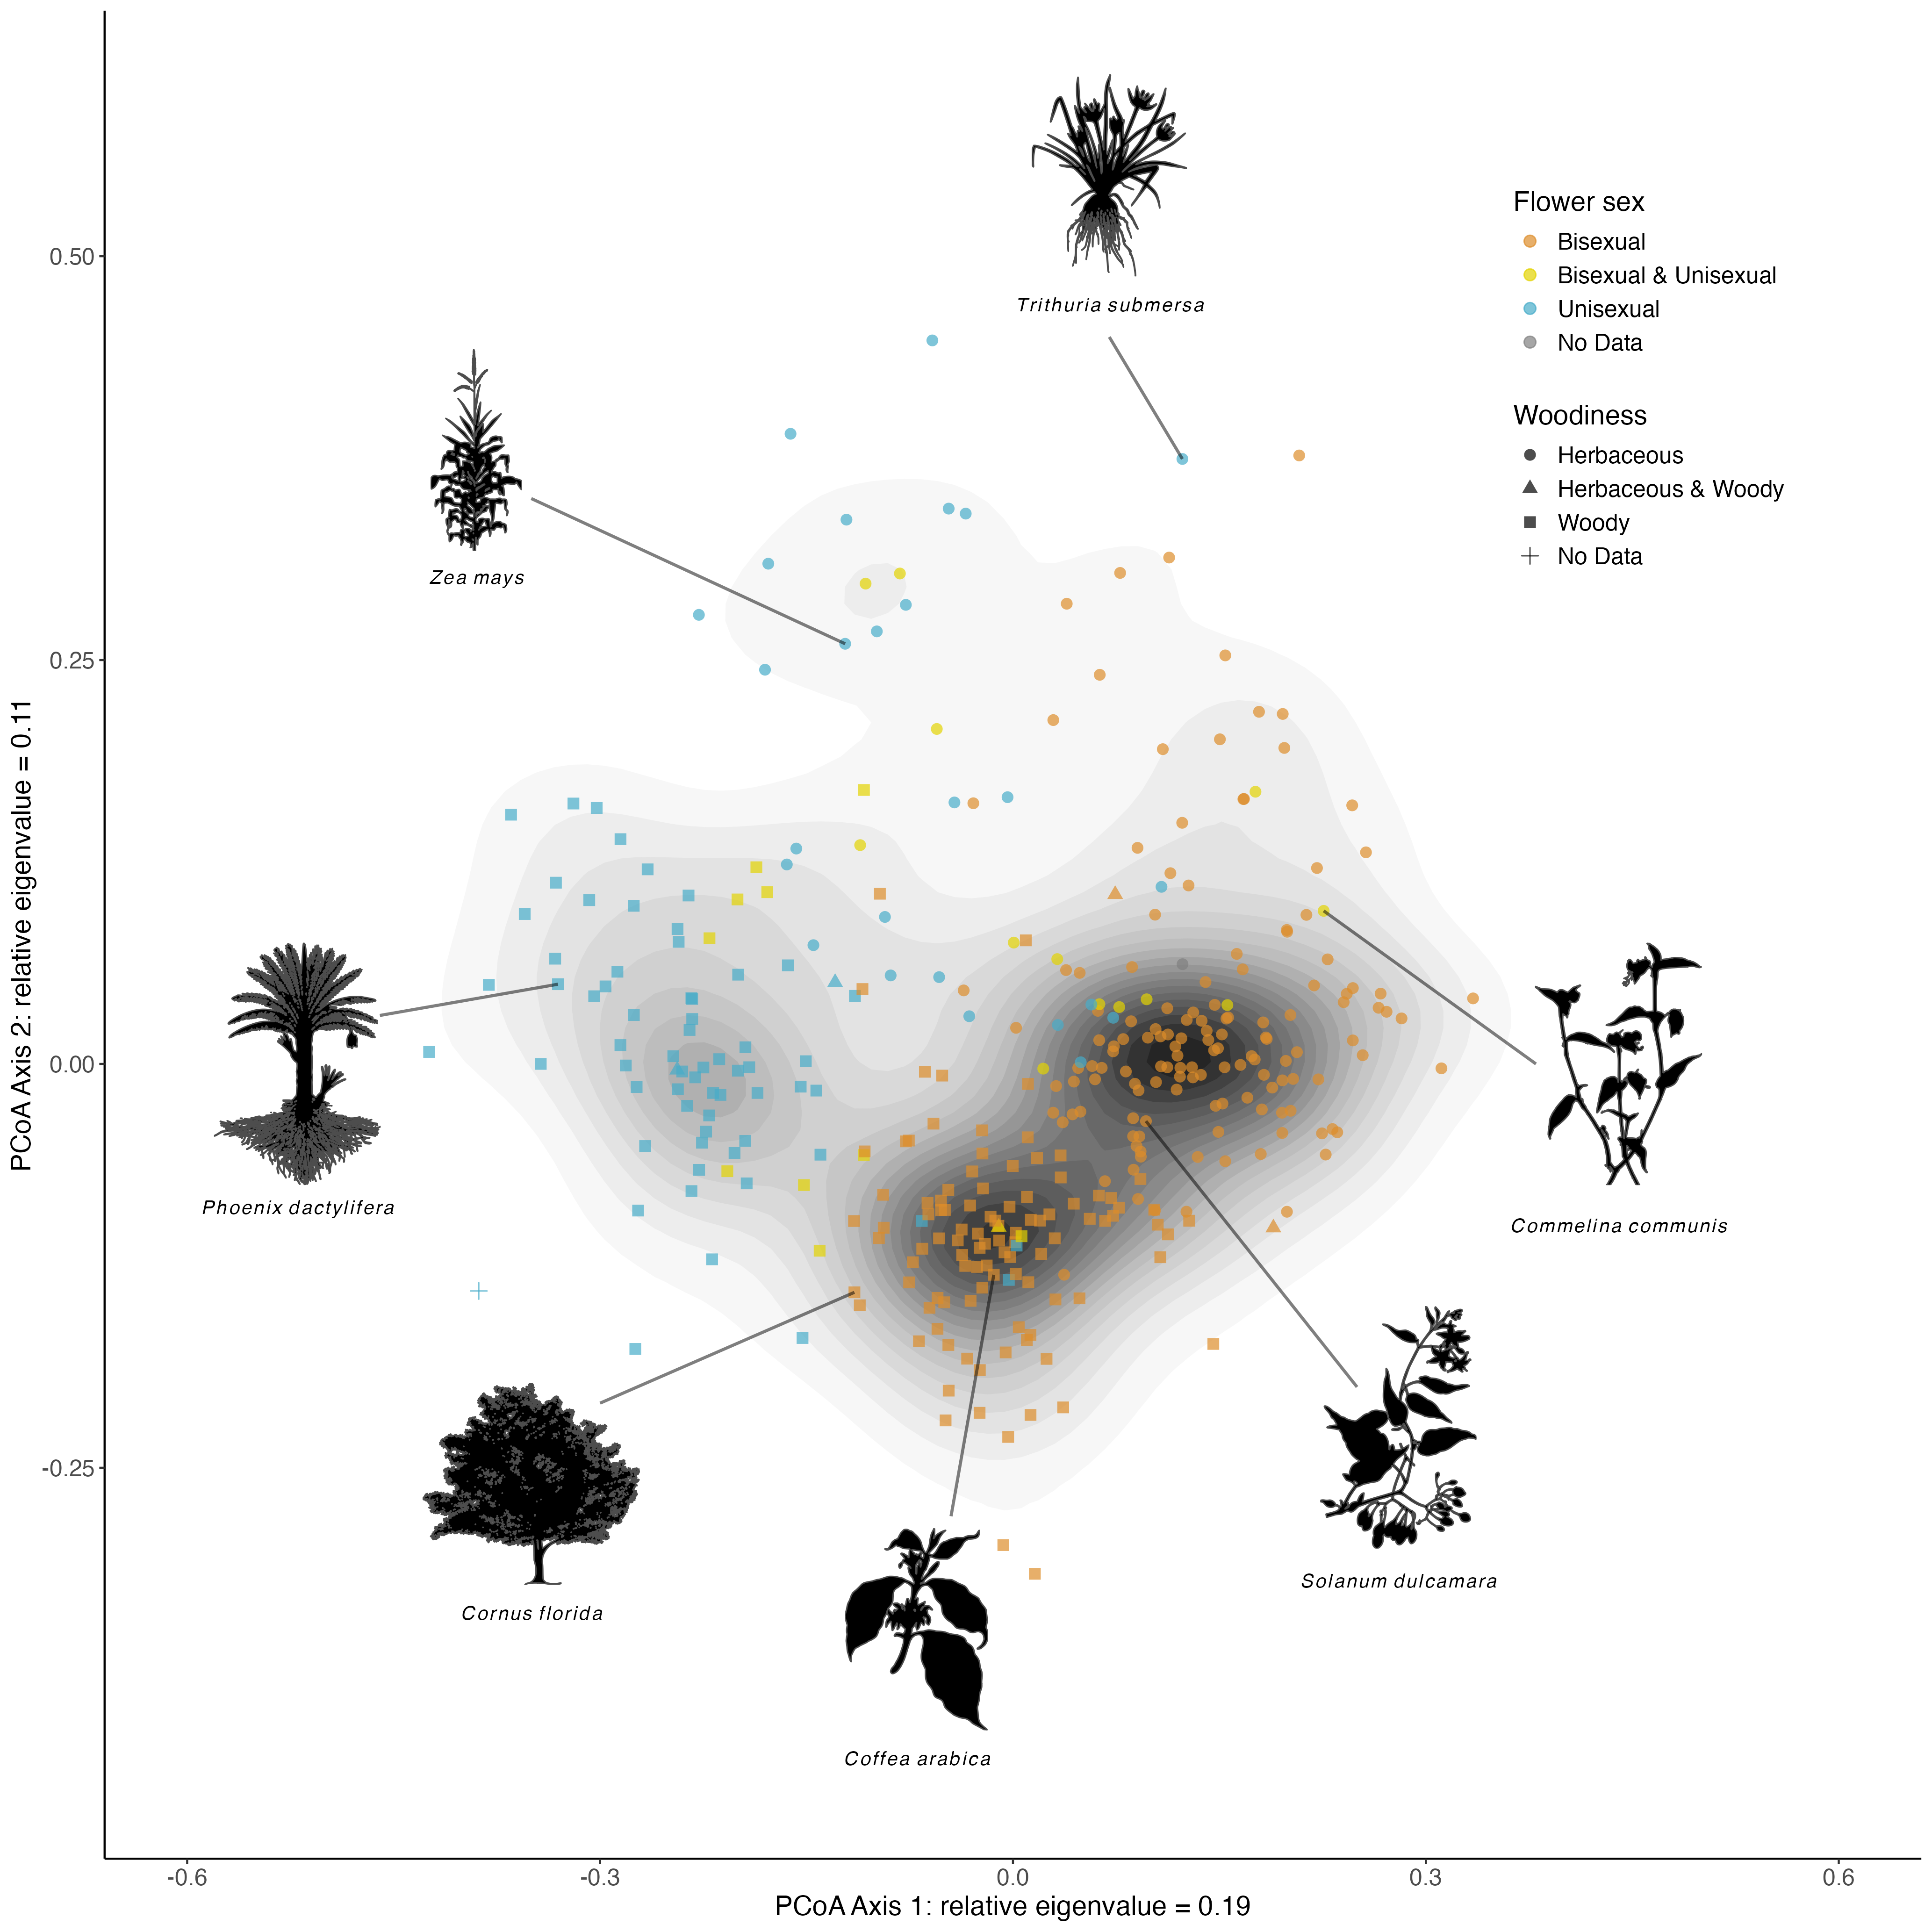 Trithuria submersa
Flower sex
Bisexual
Bisexual & Unisexual
Unisexual
No Data
Woodiness
Herbaceous
Herbaceous & Woody
Woody
No Data
Zea mays
Phoenix dactylifera
Commelina communis
Cornus florida
Solanum dulcamara
Coffea arabica
PCoA Axis 2: relative eigenvalue = 0.11
0.50
0.25
0.00
-0.25
-0.6
-0.3
0.0
0.3
0.6
PCoA Axis 1: relative eigenvalue = 0.19